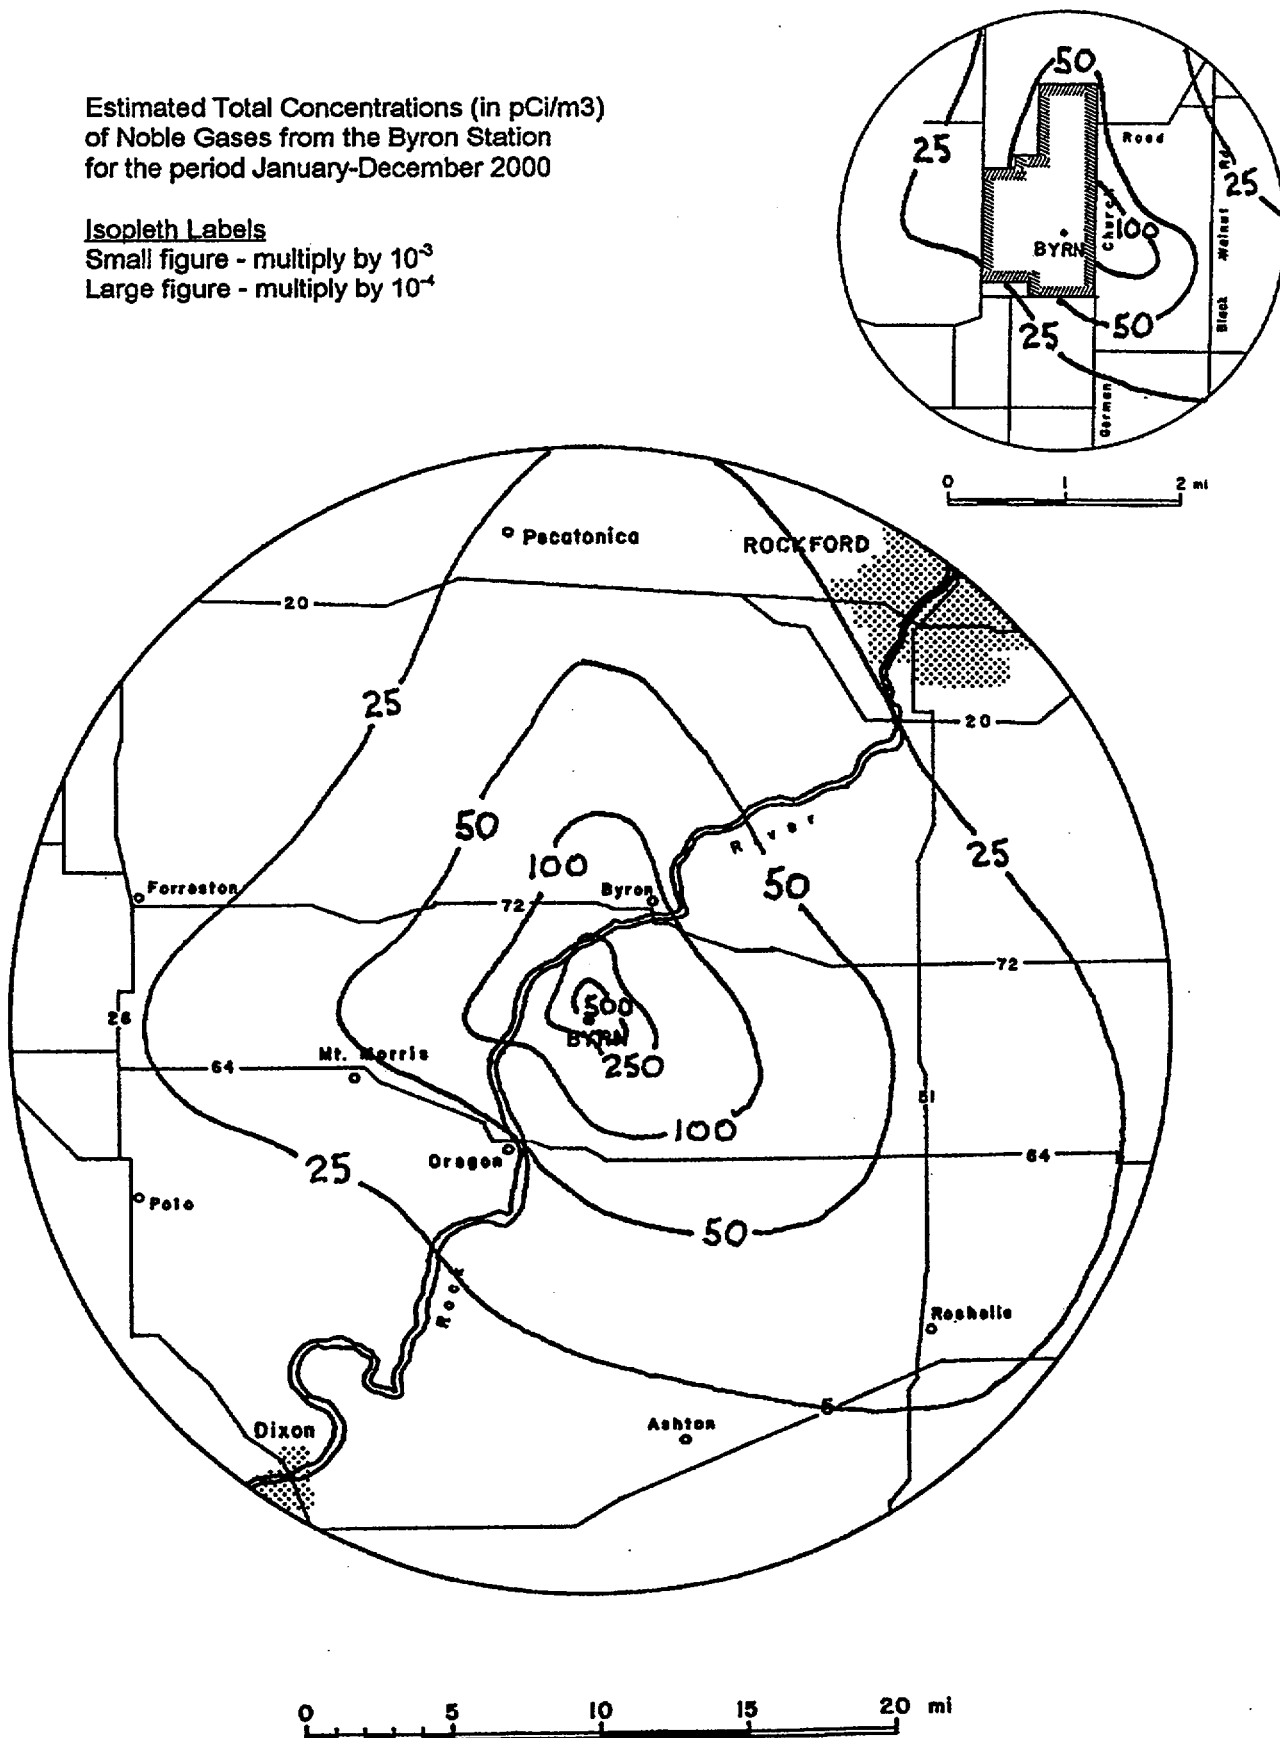 Estimated Total Concentrations (in pCi/m3)
of Noble Gases from the Byron Station
for the period January-December 2000
Isopleth Labels
Small figure - multiply by 10-3
Large figure - multiply by 10-4
50
25
Road
Rd
25
Church
100
BYRN
Walnut
Black
50
25
German
0 1 2 mi
Pecatonica
ROCKFORD
20
25
20
50
River
100
25
Forreston
Byron
50
72
72
500
26
BYRN
Mt. Morris
250
64
51
100
Oregon
64
25
Polo
50
Rock
Rochelle
5
Ashton
Dixon
0 5 10 15 20 mi